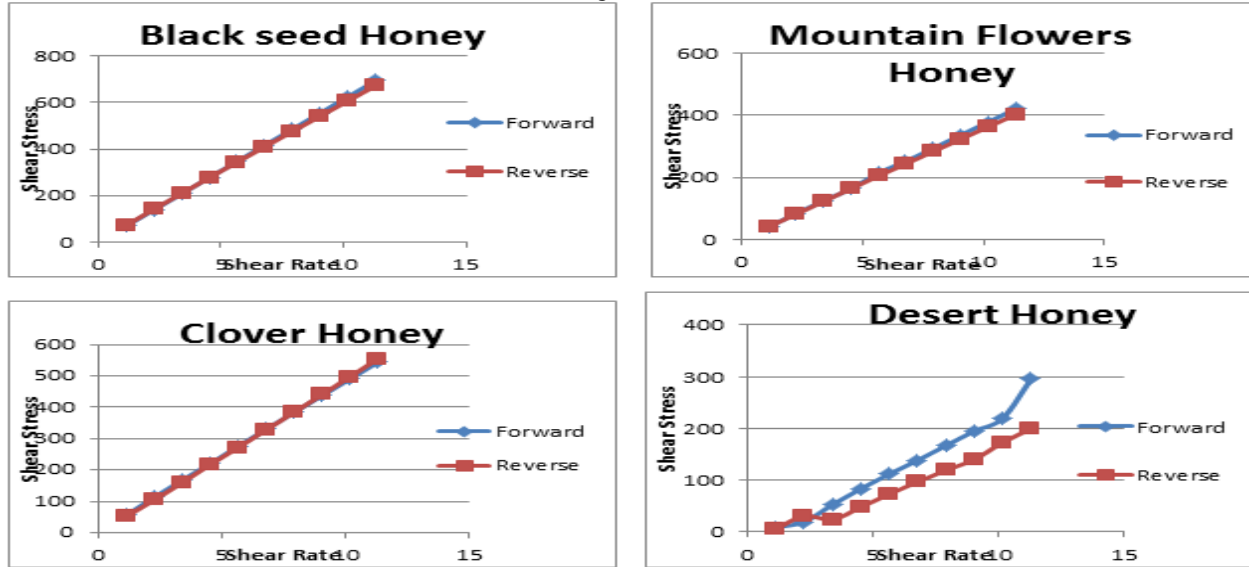 Black seed Honey
800
600
400
200
0
Shear Stress
0 5 Shear Rate 10 15
Forward
Reverse
Mountain Flowers
Honey
600
400
200
0
Shear Stress
0 5 Shear Rate 10 15
Forward
Reverse
Clover Honey
600
500
400
300
200
100
0
Shear Stress
0 5 Shear Rate 10 15
Forward
Reverse
Desert Honey
400
300
200
100
0
Shear Stress
0 5 Shear Rate 10 15
Forward
Reverse